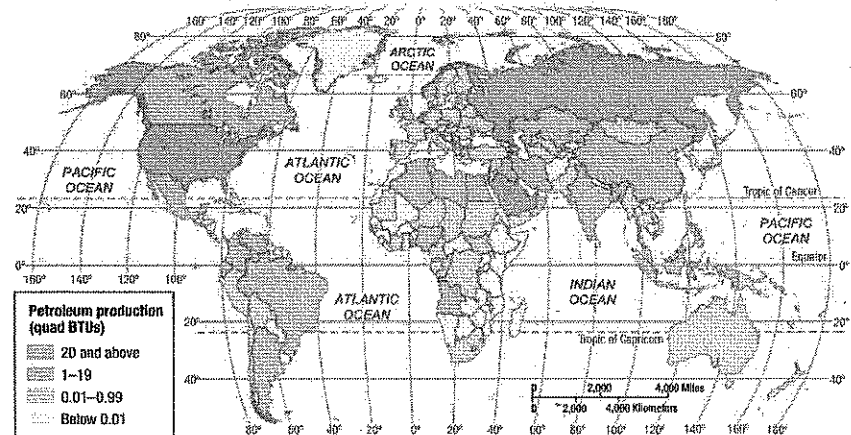 160° 140° 120° 100° 80° 60° 40° 20° 0° 20° 40° 60° 80° 100° 120° 140° 160° 180°
80° 80°
ARCTIC
OCEAN
60° 60°
40° 40°
PACIFIC
OCEAN
ATLANTIC
OCEAN
Tropic of Cancer
20° 20°
PACIFIC
OCEAN
Equator
0° 0°
160° 140° 120° 100°
ATLANTIC
OCEAN
INDIAN
OCEAN
20° 20°
Tropic of Capricorn
40° 40°
Petroleum production
(quad BTUs)
20 and above
1–19
0.01–0.99
Below 0.01
0 2,000 4,000 Miles
0 2,000 4,000 Kilometers
80° 60° 40° 20° 0° 20° 40° 60° 80° 100° 120° 140° 160° 180°